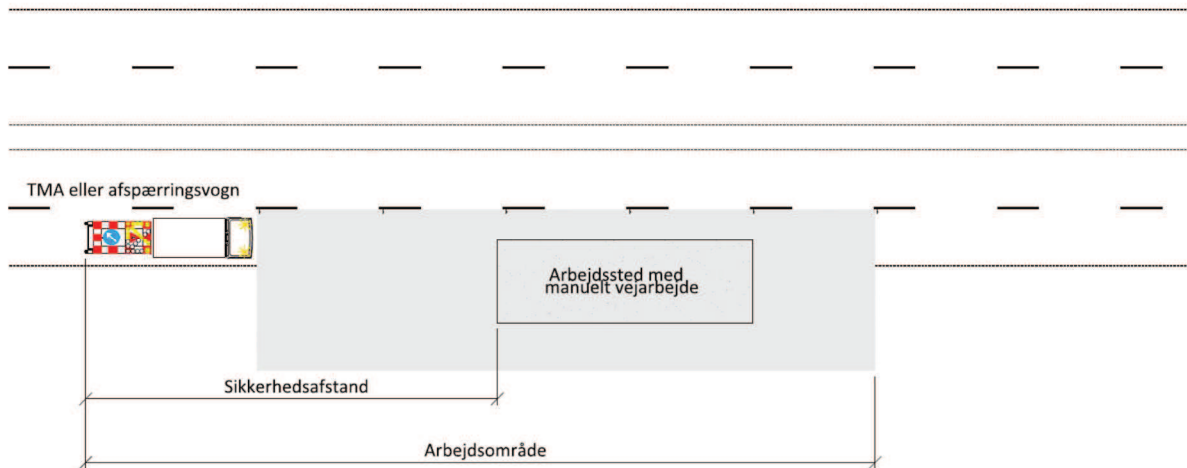 TMA eller afspærringsvogn
Arbejdssted med
manuelt vejarbejde
Sikkerhedsafstand
Arbejdsområde